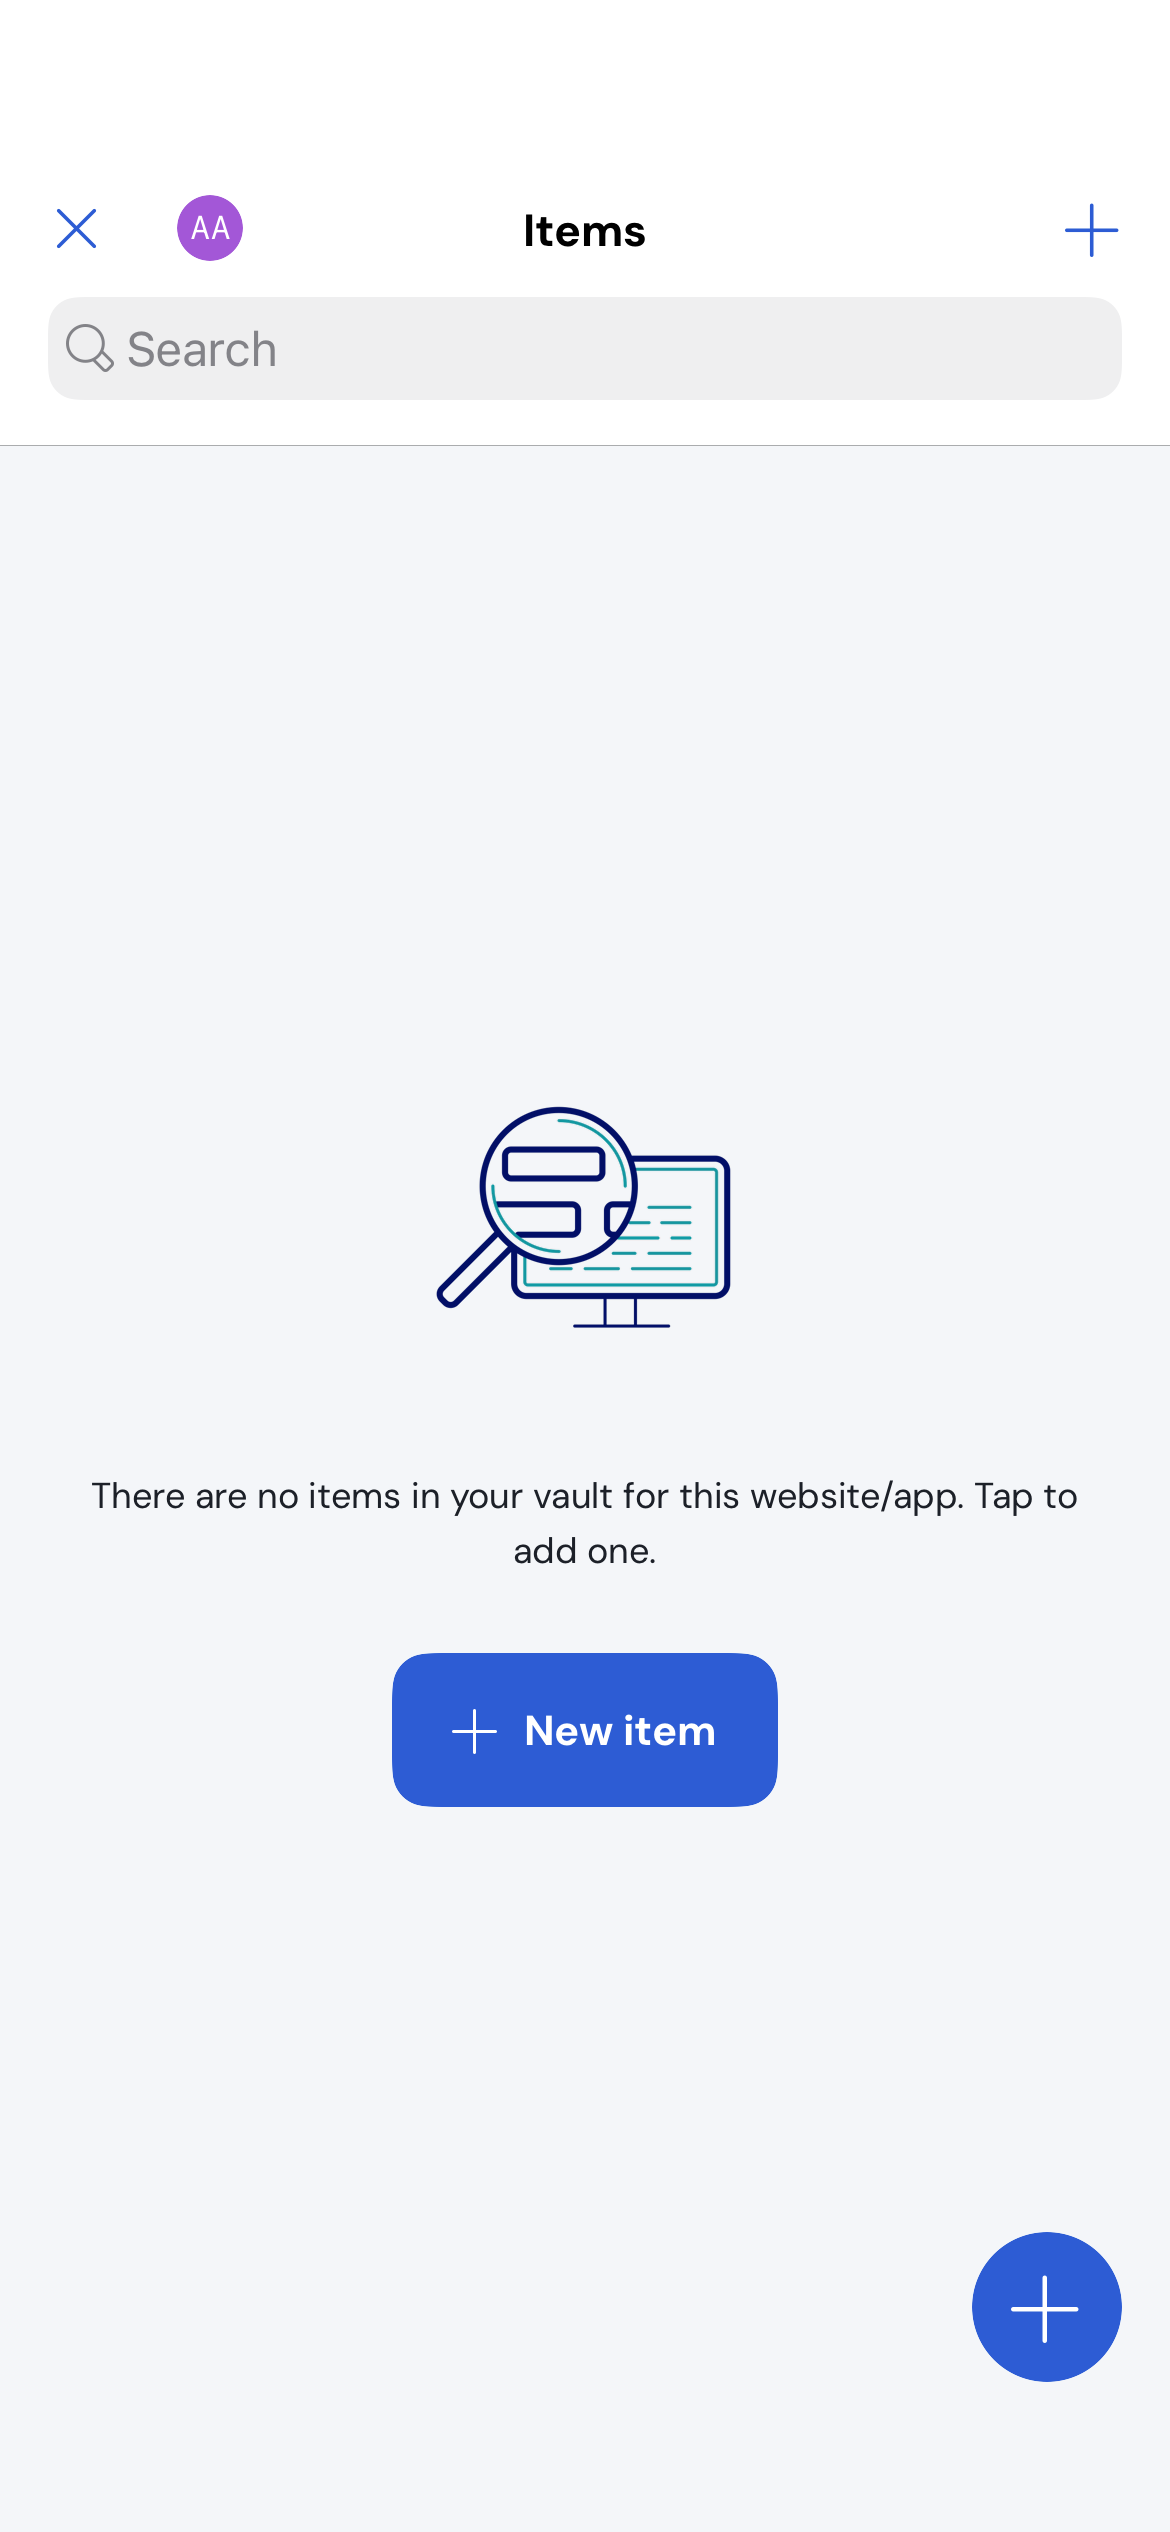 AA
Items
Search
There are no items in your vault for this website/app. Tap to
add one.
New item